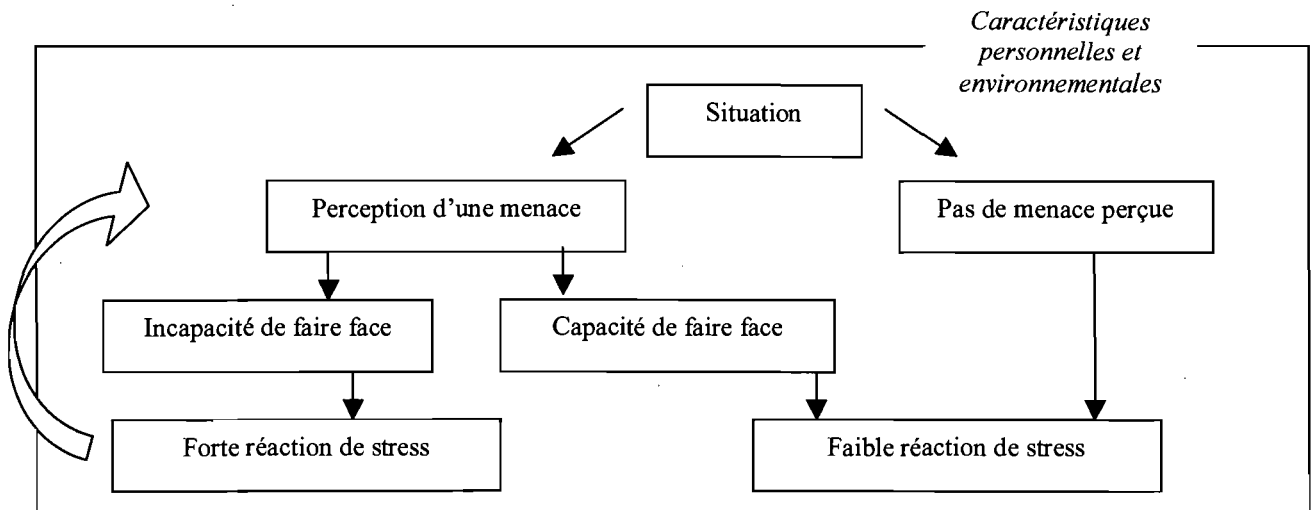 Caractéristiques
personnelles et
environnementales
Situation
Perception d'une menace
Pas de menace perçue
Incapacité de faire face
Capacité de faire face
Forte réaction de stress
Faible réaction de stress